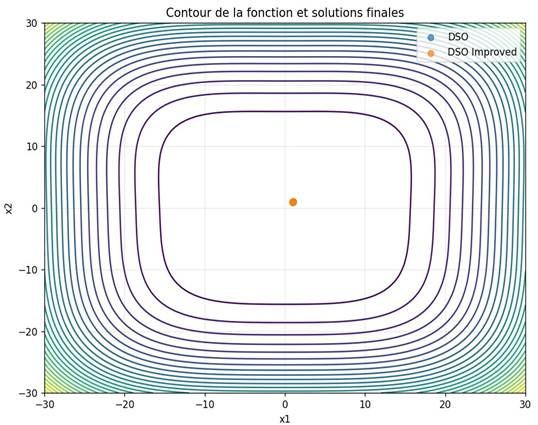 Contour de la fonction et solutions finales
DSO
DSO Improved
x2
30
20
10
0
−10
−20
−30
−30
−20
−10
0
10
20
30
x1